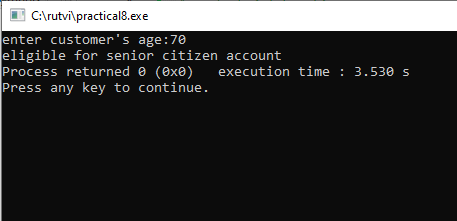 C:\rutvi\practical8.exe
enter customer's age:70
eligible for senior citizen account
Process returned 0 (0x0)   execution time : 3.530 s
Press any key to continue.